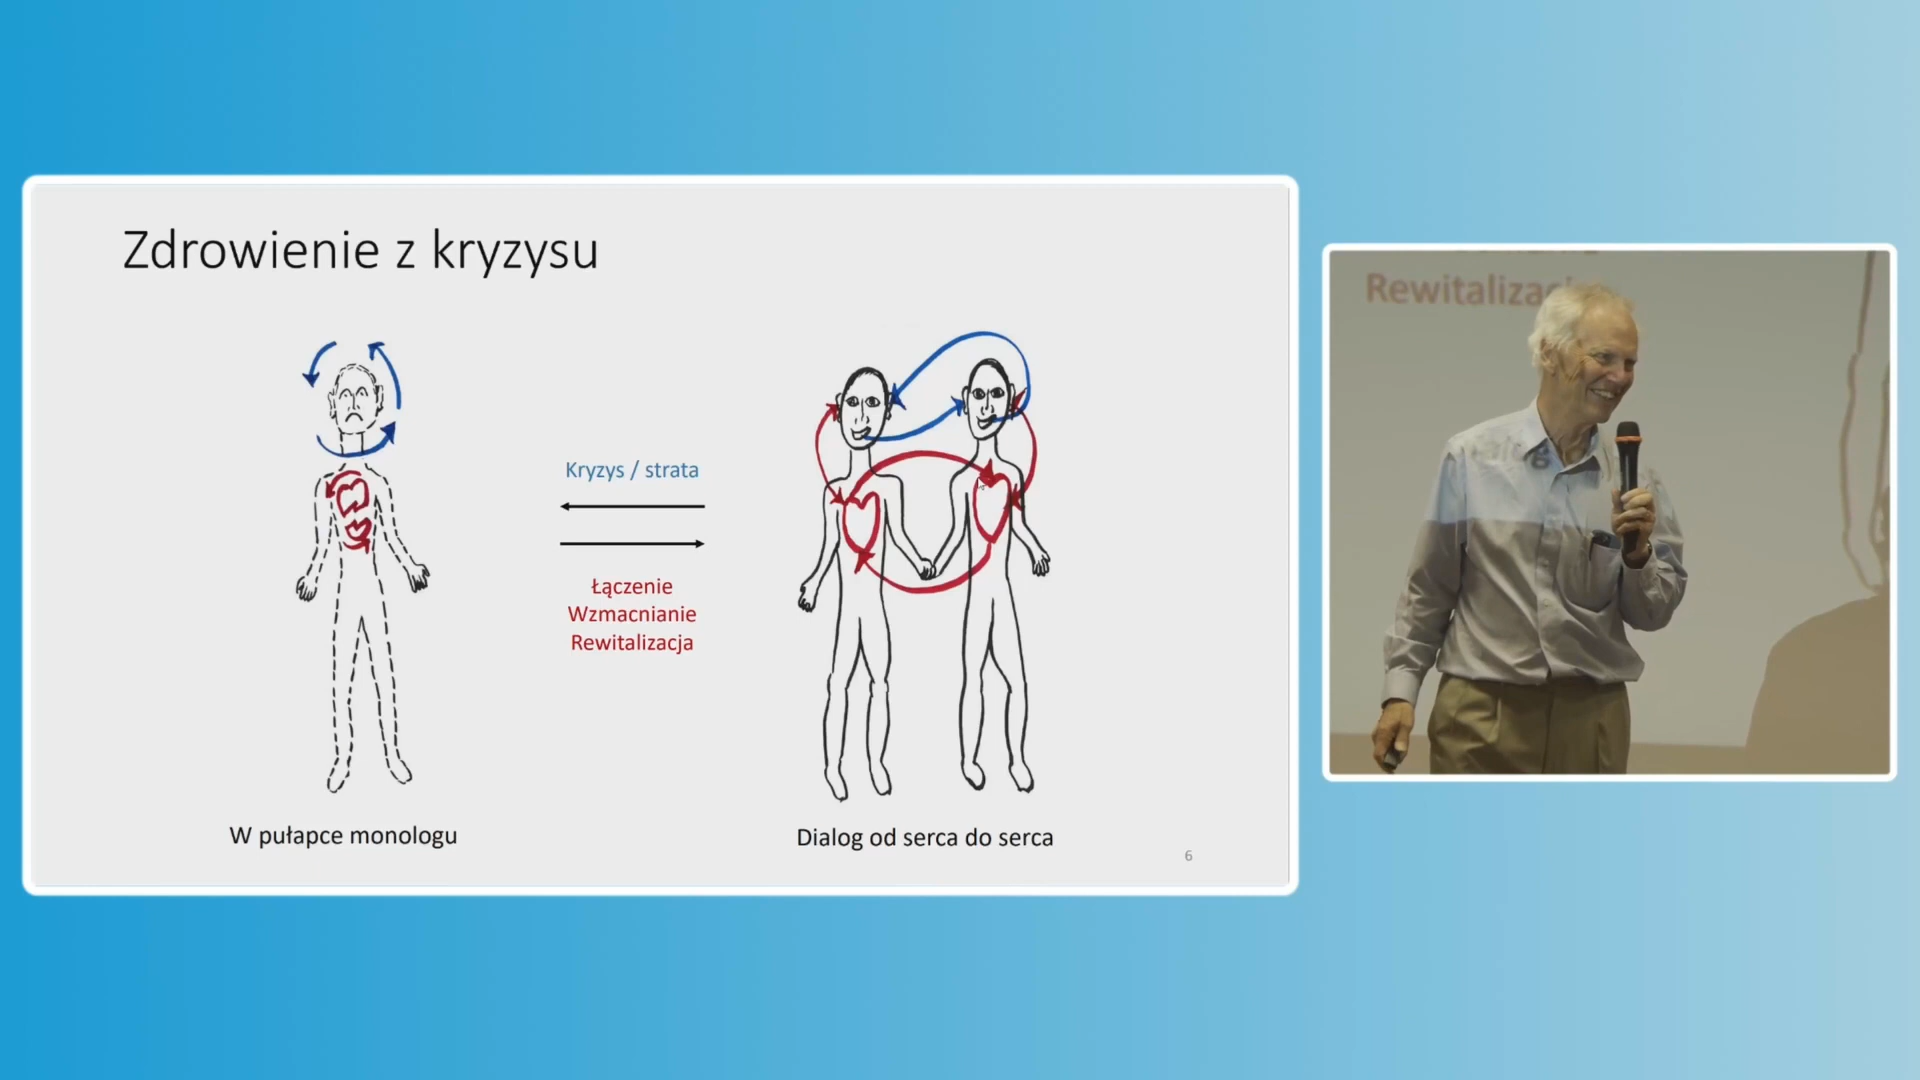 Zdrowienie z kryzysu
Kryzys / strata
Łączenie
Wzmacnianie
Rewitalizacja
W pułapce monologu
Dialog od serca do serca
6